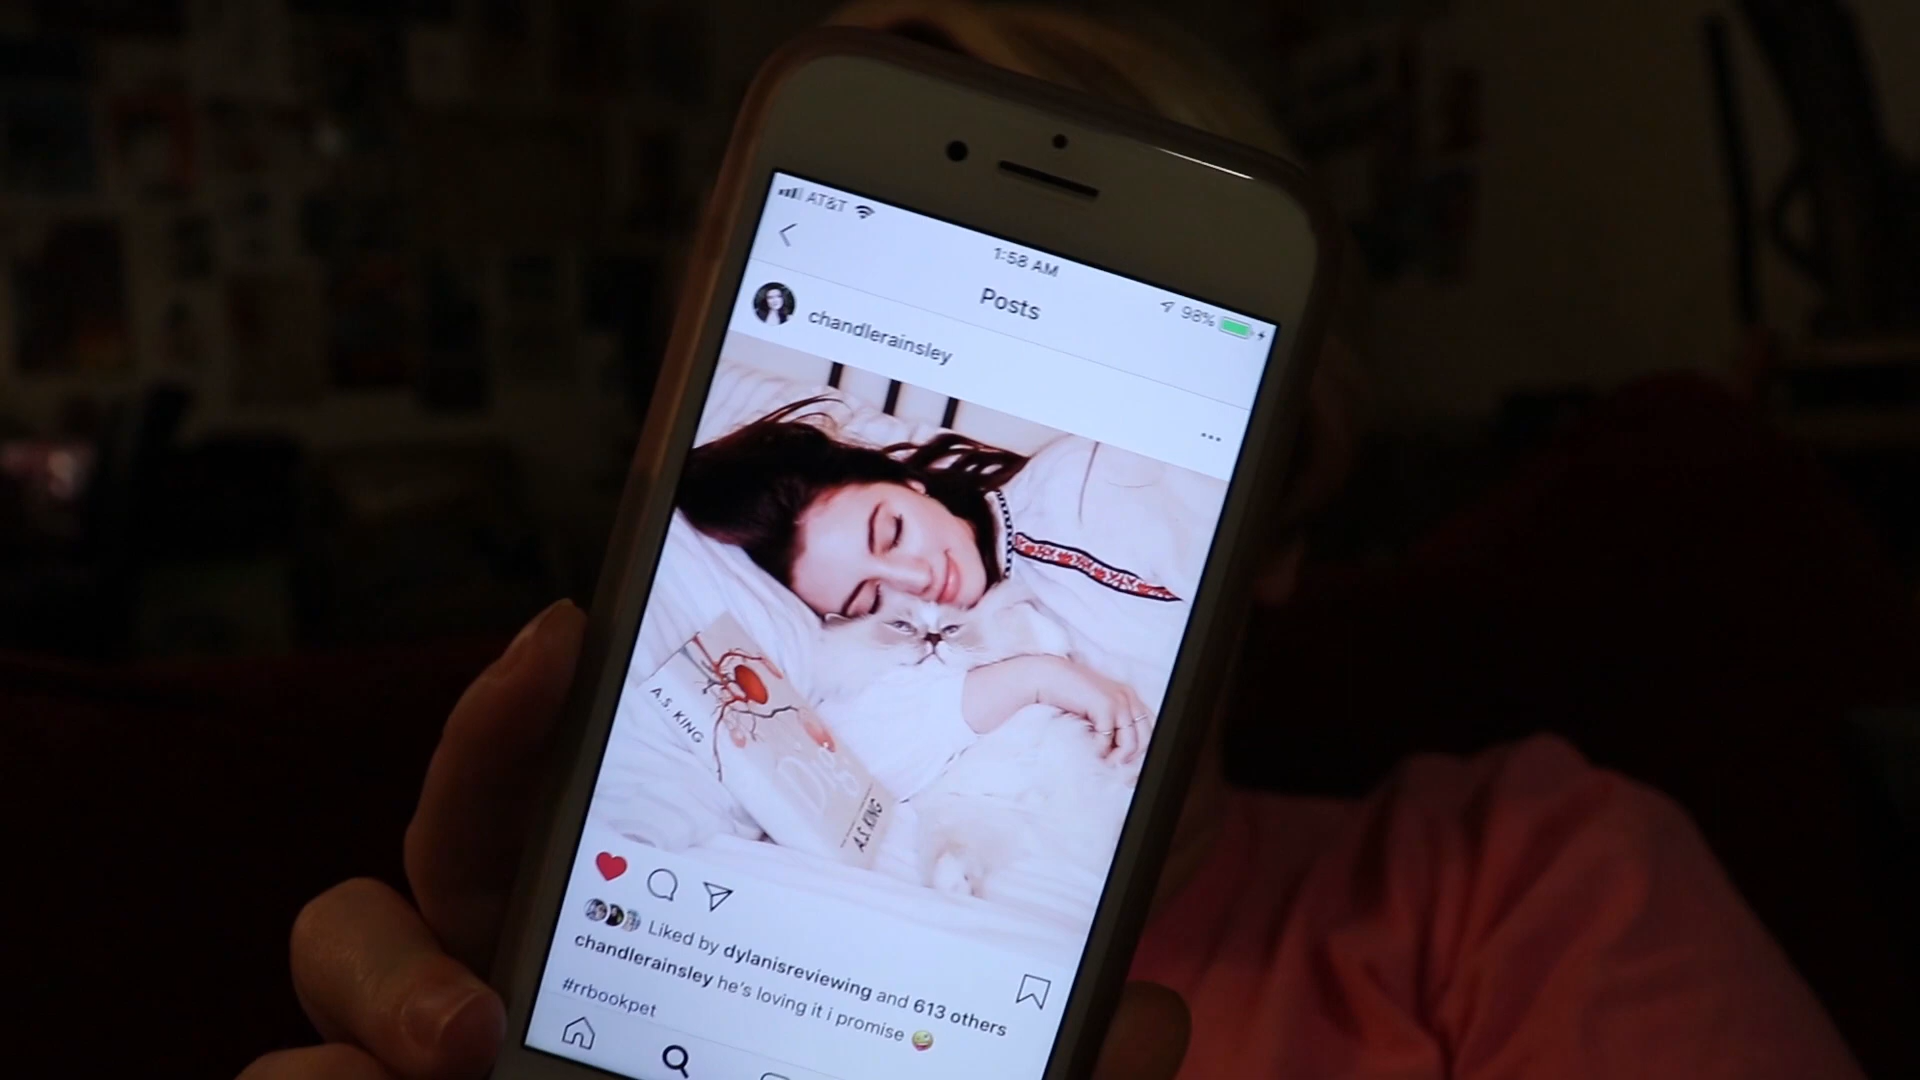 AT&T
1:58 AM
98%
Posts
chandlerainsley
...
A.S. KING
Dig
A.S. KING
Liked by dylanisreviewing and 613 others
chandlerainsley he's loving it i promise 🤪
#rrbookpet